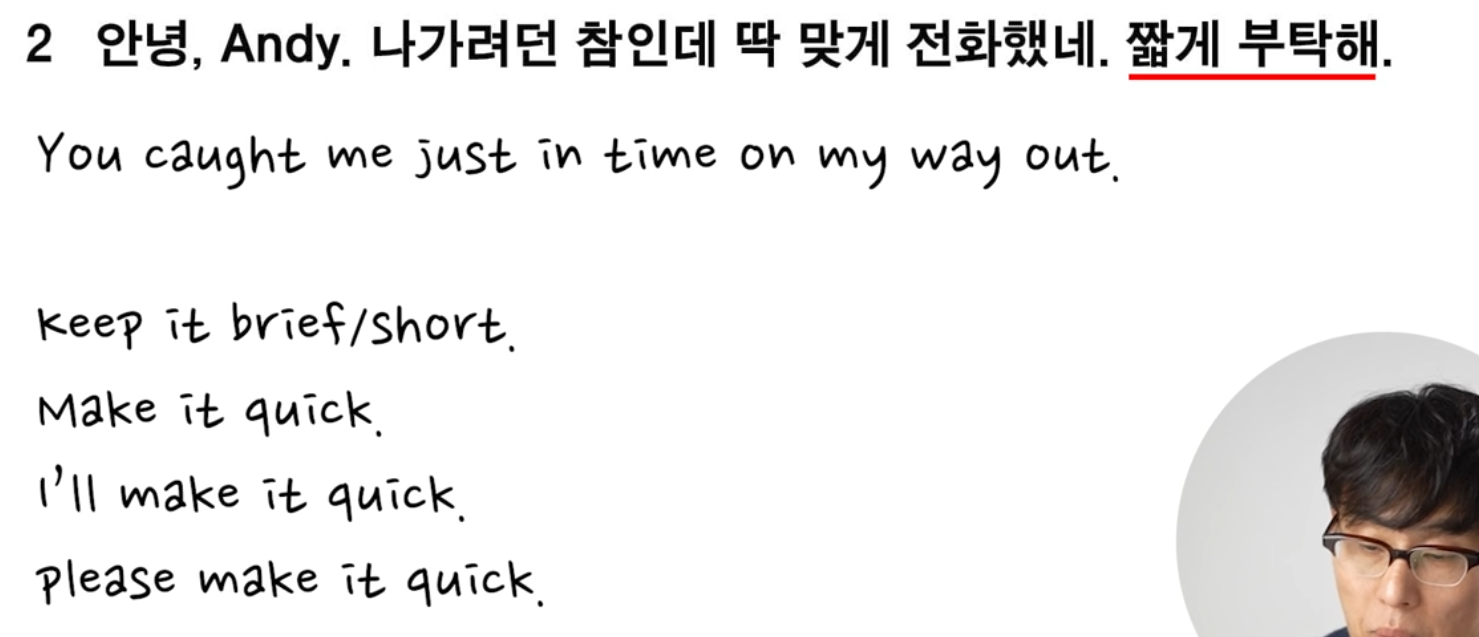 2 안녕, Andy. 나가려던 참인데 딱 맞게 전화했네. 짧게 부탁해.
You caught me just in time on my way out.
Keep it brief/short.
Make it quick.
I'll make it quick.
Please make it quick.